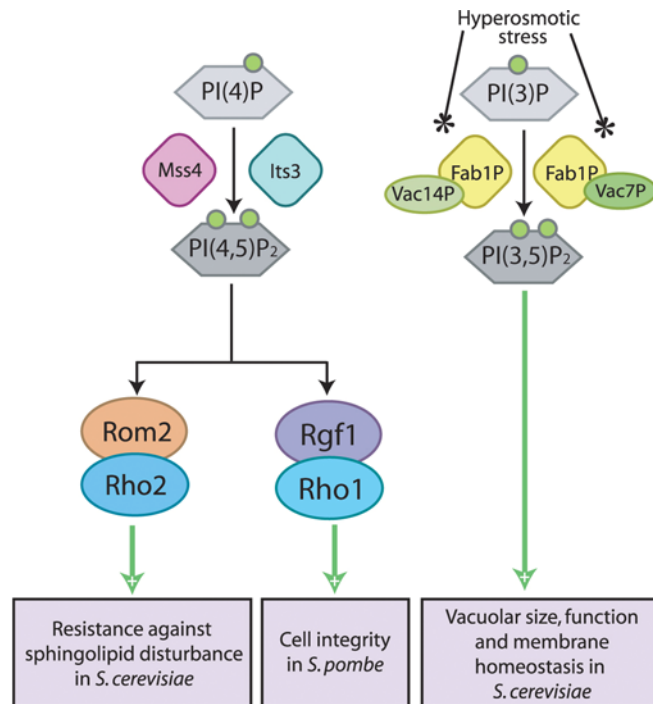 Hyperosmotic
stress
PI(4)P
PI(3)P
*
*
Mss4
Its3
Fab1P
Fab1P
Vac14P
Vac7P
PI(4,5)P₂
PI(3,5)P₂
Rom2
Rgf1
Rho2
Rho1
+
+
+
Resistance against
sphingolipid disturbance
in S. cerevisiae
Cell integrity
in S. pombe
Vacuolar size, function
and membrane
homeostasis in
S. cerevisiae